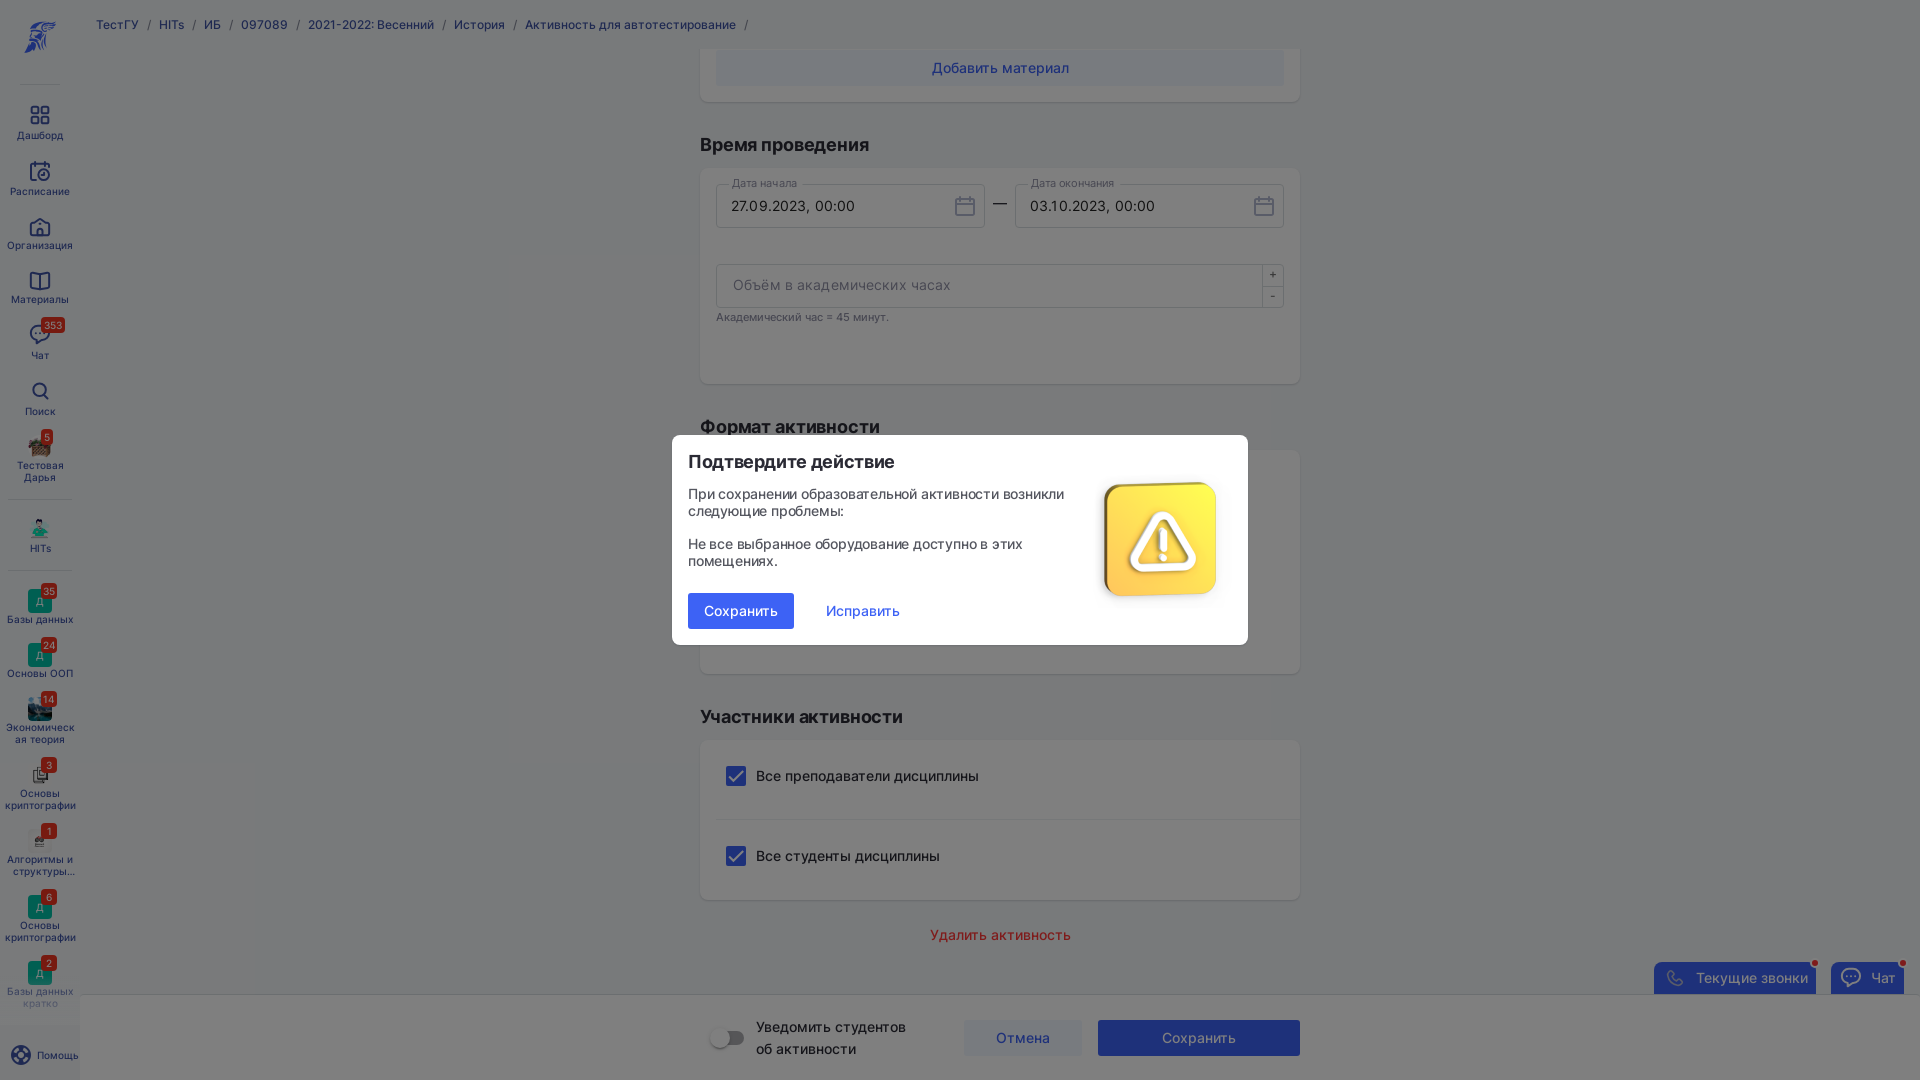 ТестГУ / HITs / ИБ / 097089 / 2021-2022: Весенний / История / Активность для автотестирование /
Дашборд
Расписание
Организация
Материалы
353
Чат
Поиск
5
Тестовая
Дарья
HITs
35
Д
Базы данных
24
Д
Основы ООП
14
Экономическ
ая теория
3
Основы
криптографии
1
Алгоритмы и
структуры...
6
Д
Основы
криптографии
2
Д
Базы данных
кратко
Помощь
Добавить материал
Время проведения
Дата начала
27.09.2023, 00:00
—
Дата окончания
03.10.2023, 00:00
Объём в академических часах
+
-
Академический час = 45 минут.
Формат активности
Подтвердите действие
При сохранении образовательной активности возникли
следующие проблемы:
Не все выбранное оборудование доступно в этих
помещениях.
Сохранить
Исправить
Участники активности
Все преподаватели дисциплины
Все студенты дисциплины
Удалить активность
Текущие звонки
Чат
Уведомить студентов
об активности
Отмена
Сохранить